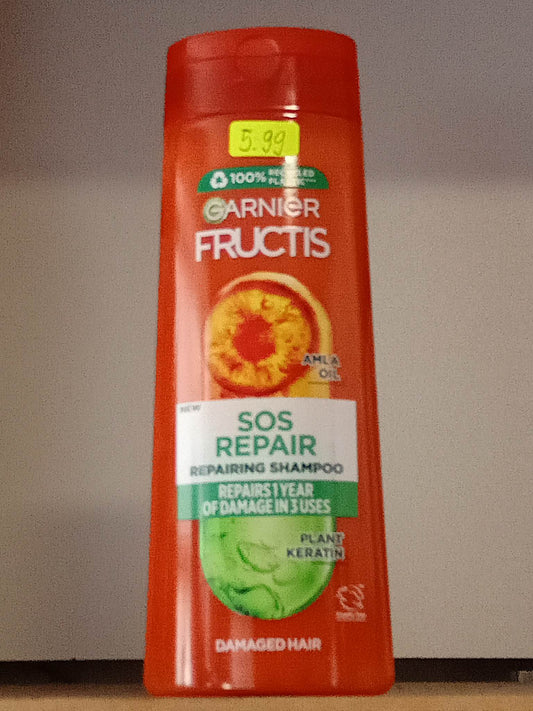 5.99
100% RECYCLED
PLASTIC
GARNIER
FRUCTIS
AMLA
OIL
NEW!
SOS
REPAIR
REPAIRING SHAMPOO
REPAIRS 1 YEAR
OF DAMAGE IN 3 USES
PLANT
KERATIN
DAMAGED HAIR